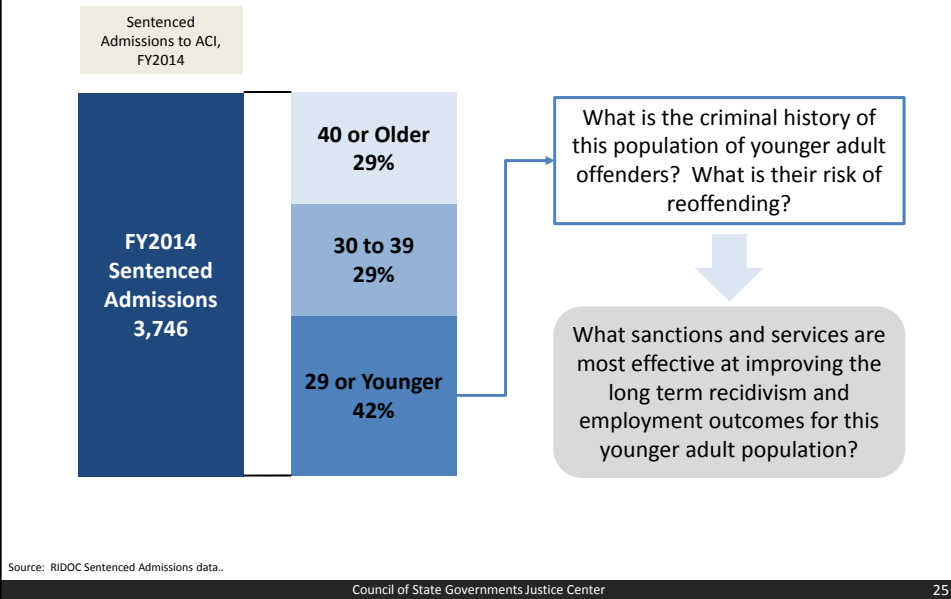 Sentenced
Admissions to ACI,
FY2014
FY2014
Sentenced
Admissions
3,746
40 or Older
29%
30 to 39
29%
29 or Younger
42%
What is the criminal history of
this population of younger adult
offenders?  What is their risk of
reoffending?
What sanctions and services are
most effective at improving the
long term recidivism and
employment outcomes for this
younger adult population?
Source:  RIDOC Sentenced Admissions data..
Council of State Governments Justice Center
25